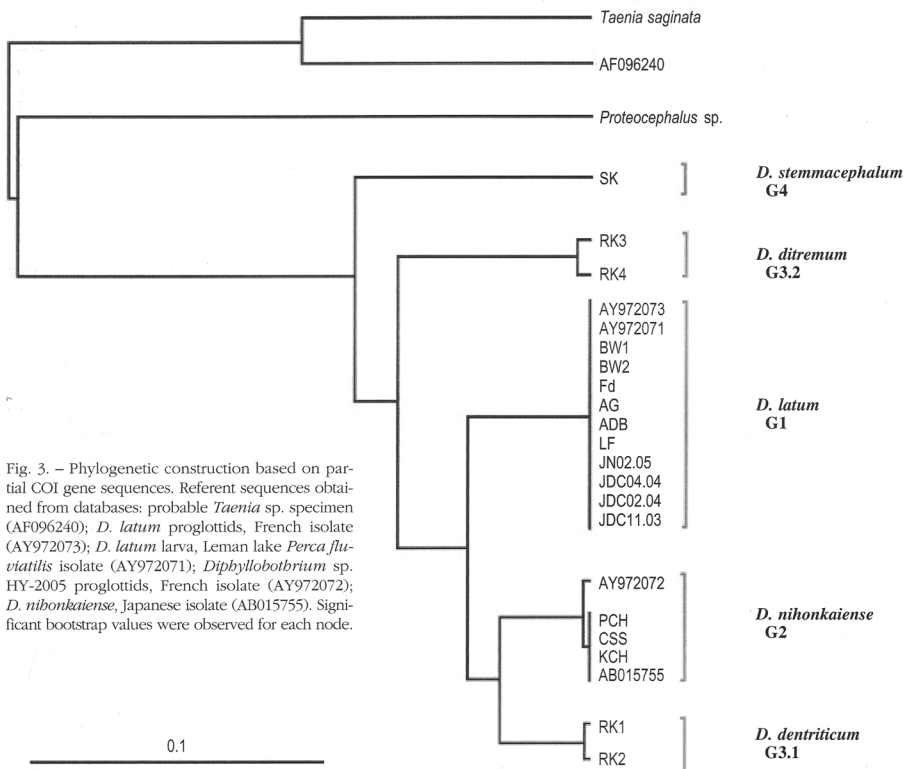 Taenia saginata
AF096240
Proteocephalus sp.
SK
D. stemmacephalum
G4
RK3
RK4
D. ditremum
G3.2
AY972073
AY972071
BW1
BW2
Fd
AG
ADB
LF
JN02.05
JDC04.04
JDC02.04
JDC11.03
D. latum
G1
Fig. 3. – Phylogenetic construction based on par-
tial COI gene sequences. Referent sequences obtai-
ned from databases: probable Taenia sp. specimen
(AF096240); D. latum proglottids, French isolate
(AY972073); D. latum larva, Leman lake Perca flu-
viatilis isolate (AY972071); Diphyllobothrium sp.
HY-2005 proglottids, French isolate (AY972072);
D. nihonkaiense, Japanese isolate (AB015755). Signi-
ficant bootstrap values were observed for each node.
AY972072
PCH
CSS
KCH
AB015755
D. nihonkaiense
G2
RK1
RK2
D. dentriticum
G3.1
0.1